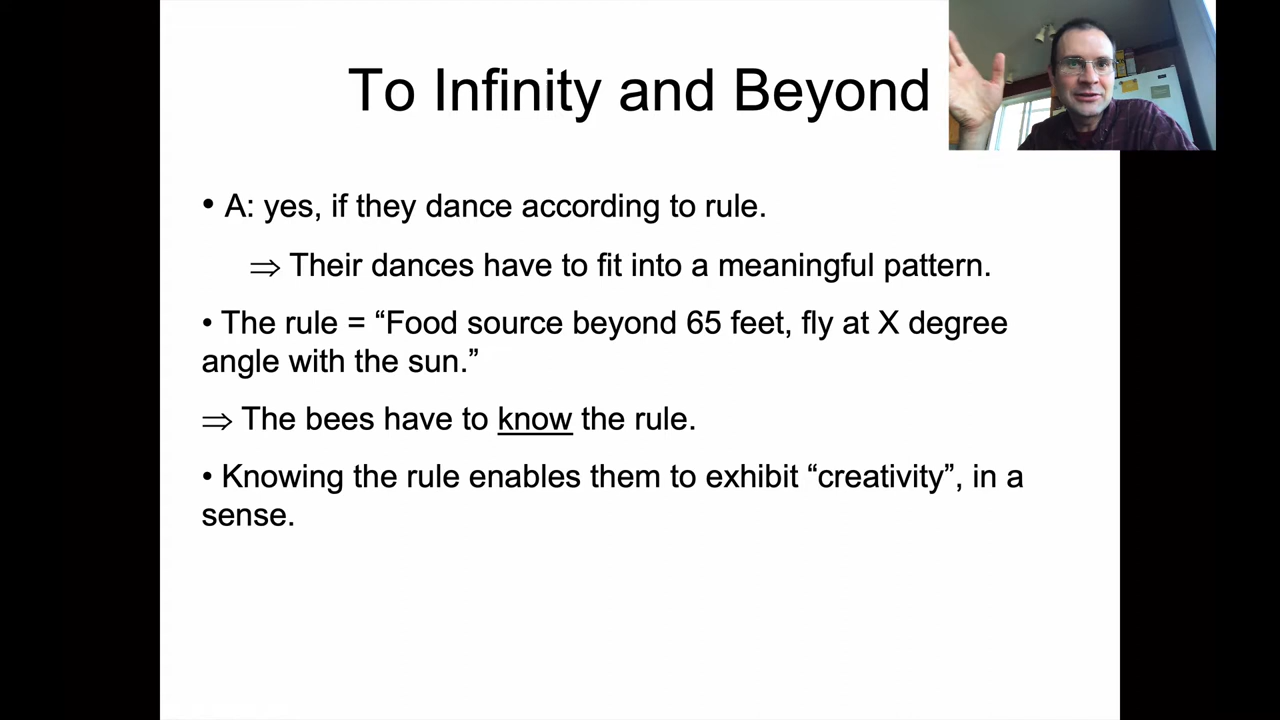 To Infinity and Beyond
• A: yes, if they dance according to rule.
⇒ Their dances have to fit into a meaningful pattern.
• The rule = “Food source beyond 65 feet, fly at X degree
angle with the sun.”
⇒ The bees have to know the rule.
• Knowing the rule enables them to exhibit “creativity”, in a
sense.